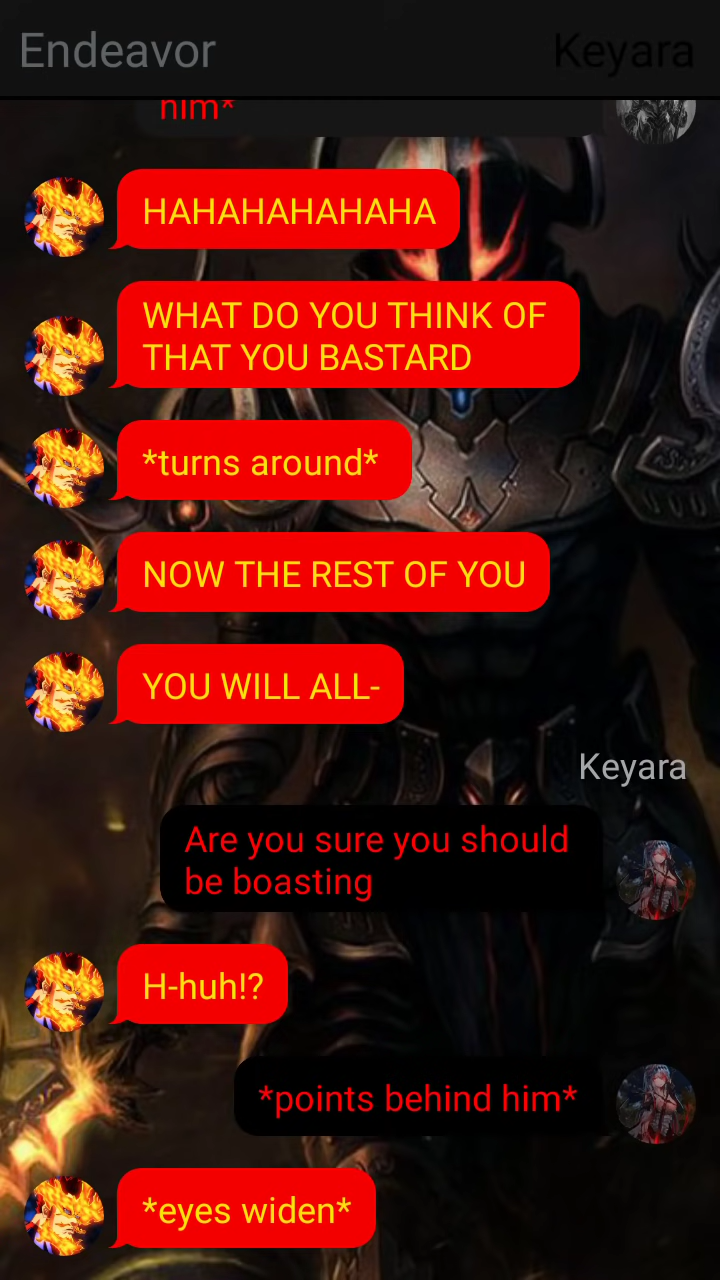 Endeavor
Keyara
him*
HAHAHAHAHAHA
WHAT DO YOU THINK OF
THAT YOU BASTARD
*turns around*
NOW THE REST OF YOU
YOU WILL ALL-
Keyara
Are you sure you should
be boasting
H-huh!?
*points behind him*
*eyes widen*